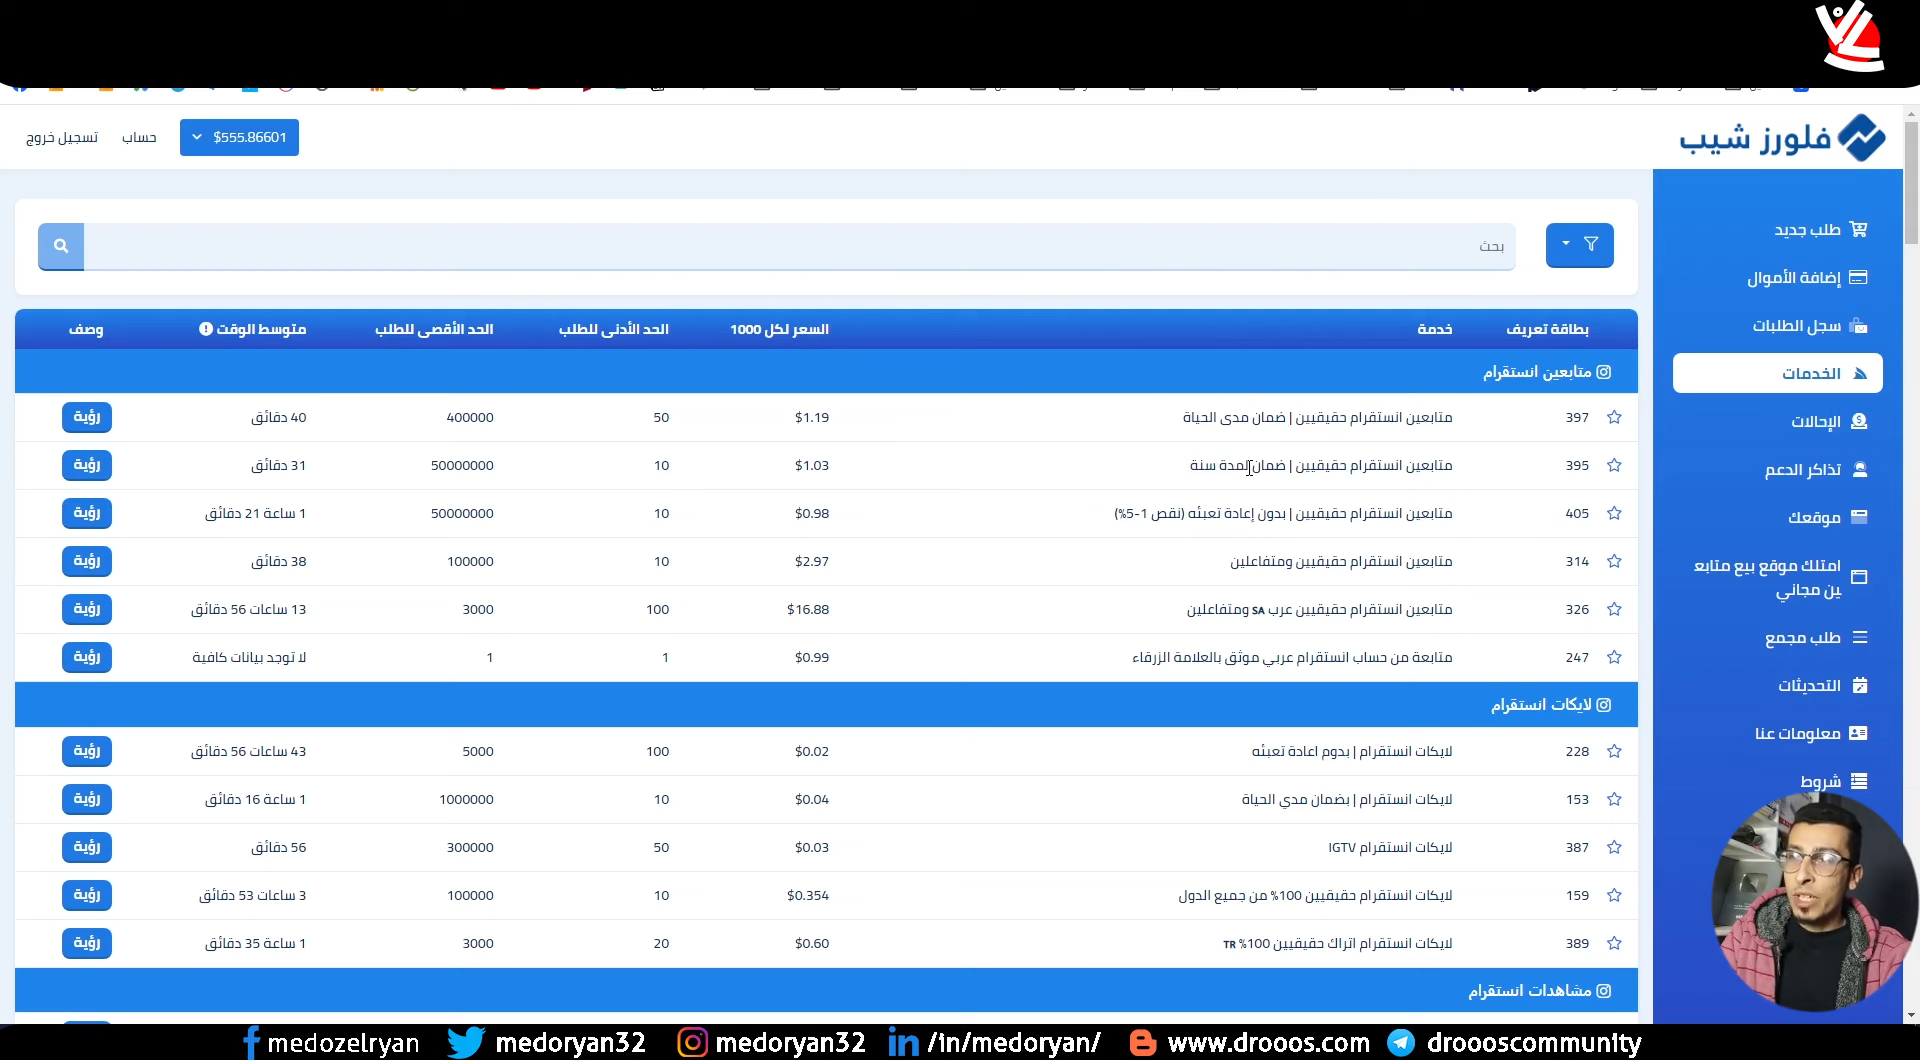 فلورز شيب
$555.86601
حساب
تسجيل خروج
طلب جديد
إضافة الأموال
سجل الطلبات
الخدمات
الإحالات
تذاكر الدعم
موقعك
امتلك موقع بيع متابع
ين مجاني
طلب مجمع
التحديثات
معلومات عنا
شروط
بحث
بطاقة تعريف خدمة السعر لكل 1000 الحد الأدنى للطلب الحد الأقصى للطلب متوسط الوقت وصف
متابعين انستقرام
397 متابعين انستقرام حقيقيين | ضمان مدى الحياة $1.19 50 400000 40 دقائق رؤية
395 متابعين انستقرام حقيقيين | ضمان لمدة سنة $1.03 10 50000000 31 دقائق رؤية
405 متابعين انستقرام حقيقيين | بدون إعادة تعبئه (نقص 1-5%) $0.98 10 50000000 1 ساعة 21 دقائق رؤية
314 متابعين انستقرام حقيقيين ومتفاعلين $2.97 10 100000 38 دقائق رؤية
326 متابعين انستقرام حقيقيين عرب SA ومتفاعلين $16.88 100 3000 13 ساعات 56 دقائق رؤية
247 متابعة من حساب انستقرام عربي موثق بالعلامة الزرقاء $0.99 1 1 لا توجد بيانات كافية رؤية
لايكات انستقرام
228 لايكات انستقرام | بدوم اعادة تعبئه $0.02 100 5000 43 ساعات 56 دقائق رؤية
153 لايكات انستقرام | بضمان مدي الحياة $0.04 10 1000000 1 ساعة 16 دقائق رؤية
387 لايكات انستقرام IGTV $0.03 50 300000 56 دقائق رؤية
159 لايكات انستقرام حقيقيين 100% من جميع الدول $0.354 10 100000 3 ساعات 53 دقائق رؤية
389 لايكات انستقرام اتراك حقيقيين 100% TR $0.60 20 3000 1 ساعة 35 دقائق رؤية
مشاهدات انستقرام
medozelryan medoryan32 medoryan32 /in/medoryan/ www.drooos.com droooscommunity